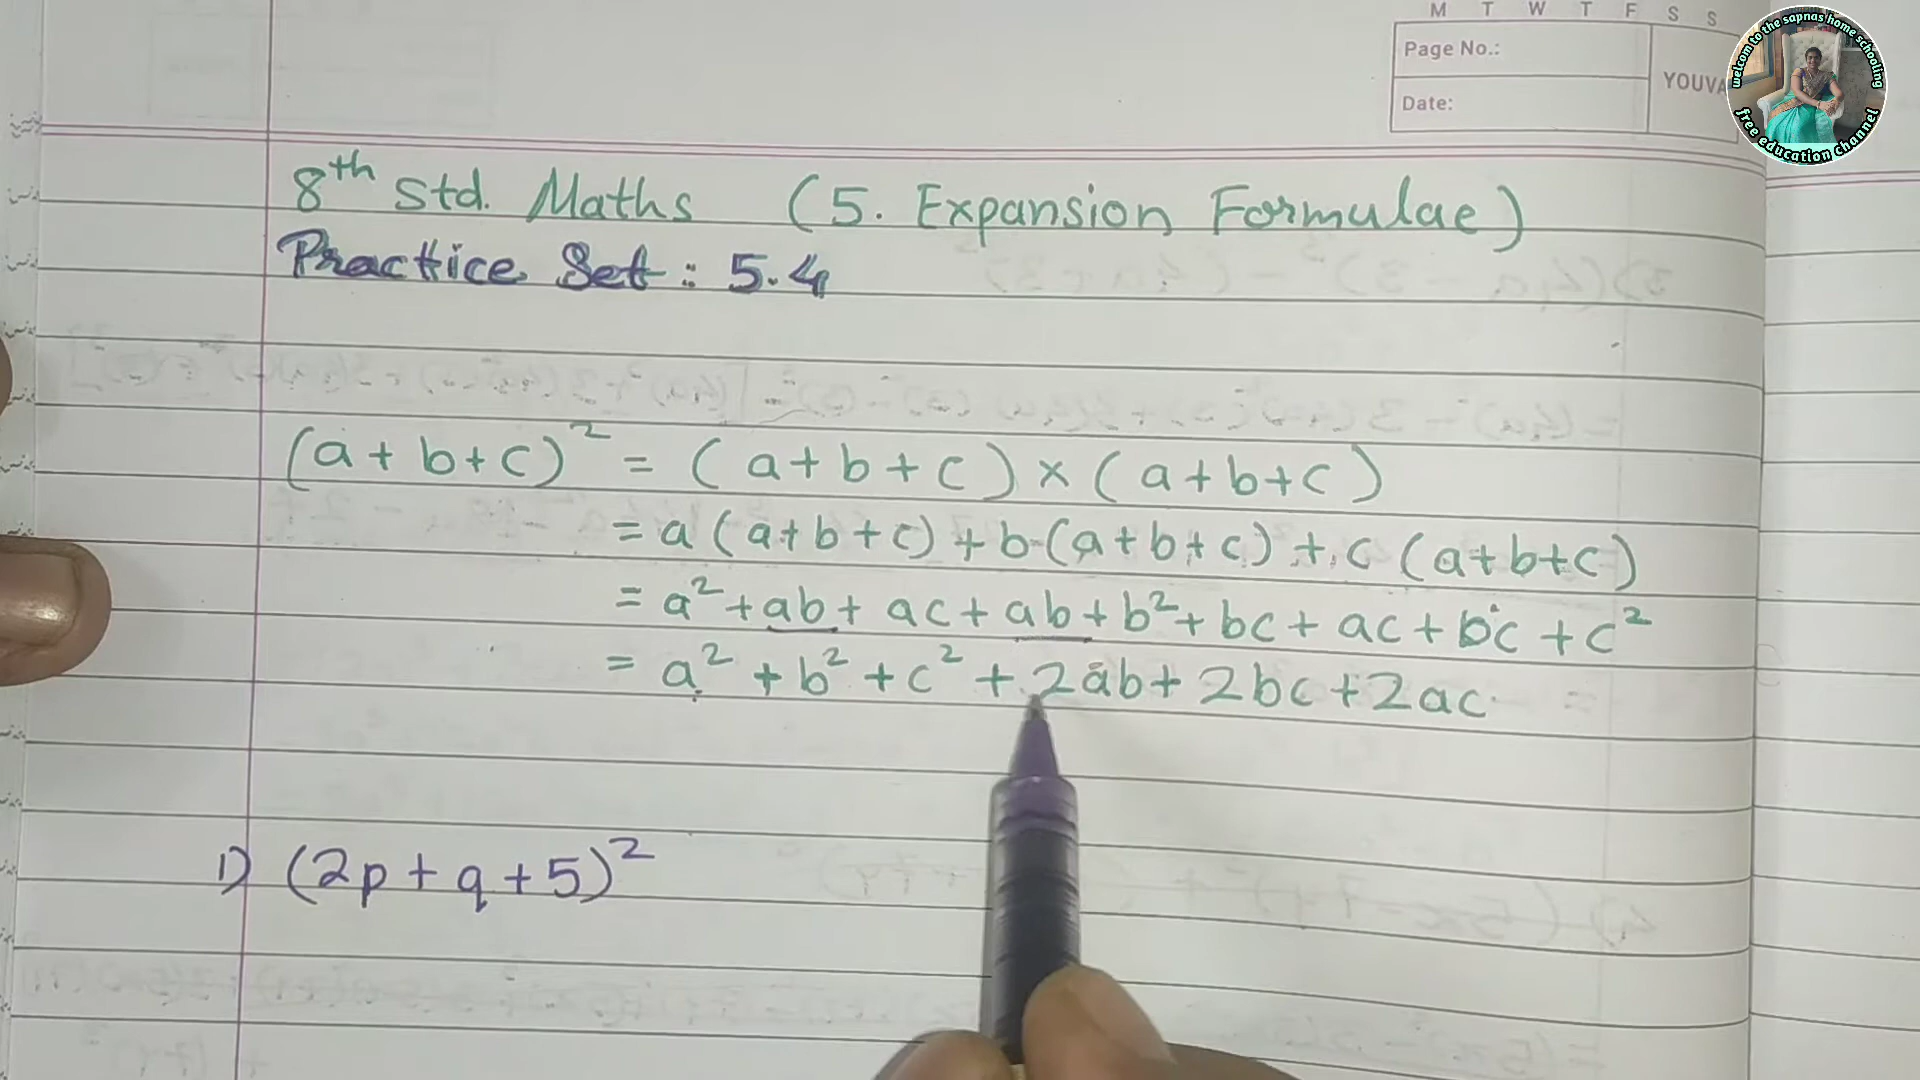 M T W T F S S
Page No.:
YOUVA
Date:
welcom to the sapnas home schooling
free education channel
8th Std. Maths (5. Expansion Formulae)
Practice Set : 5.4
(a + b + c)² = (a + b + c) × (a + b + c)
= a (a + b + c) + b (a + b + c) + c (a + b + c)
= a² + ab + ac + ab + b² + bc + ac + bc + c²
= a² + b² + c² + 2ab + 2bc + 2ac
1) (2p + q + 5)²